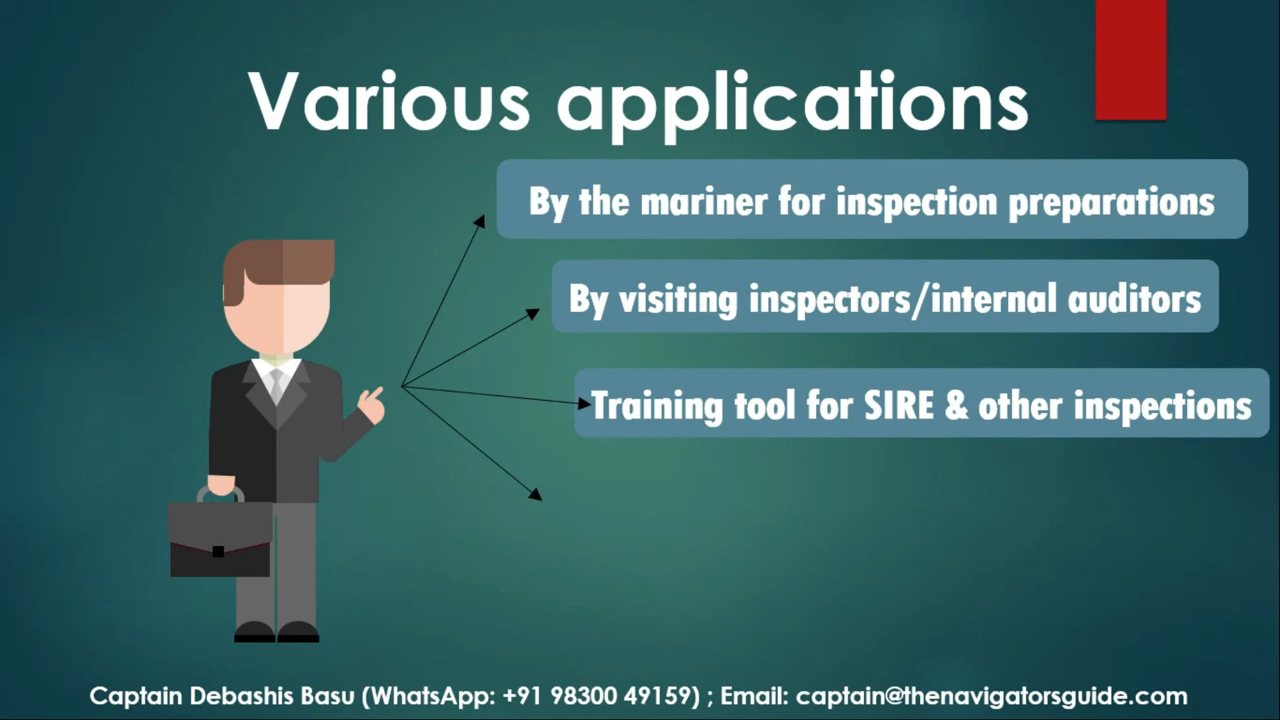 Various applications
By the mariner for inspection preparations
By visiting inspectors/internal auditors
Training tool for SIRE & other inspections
Captain Debashis Basu (WhatsApp: +91 98300 49159) ; Email: captain@thenavigatorsguide.com